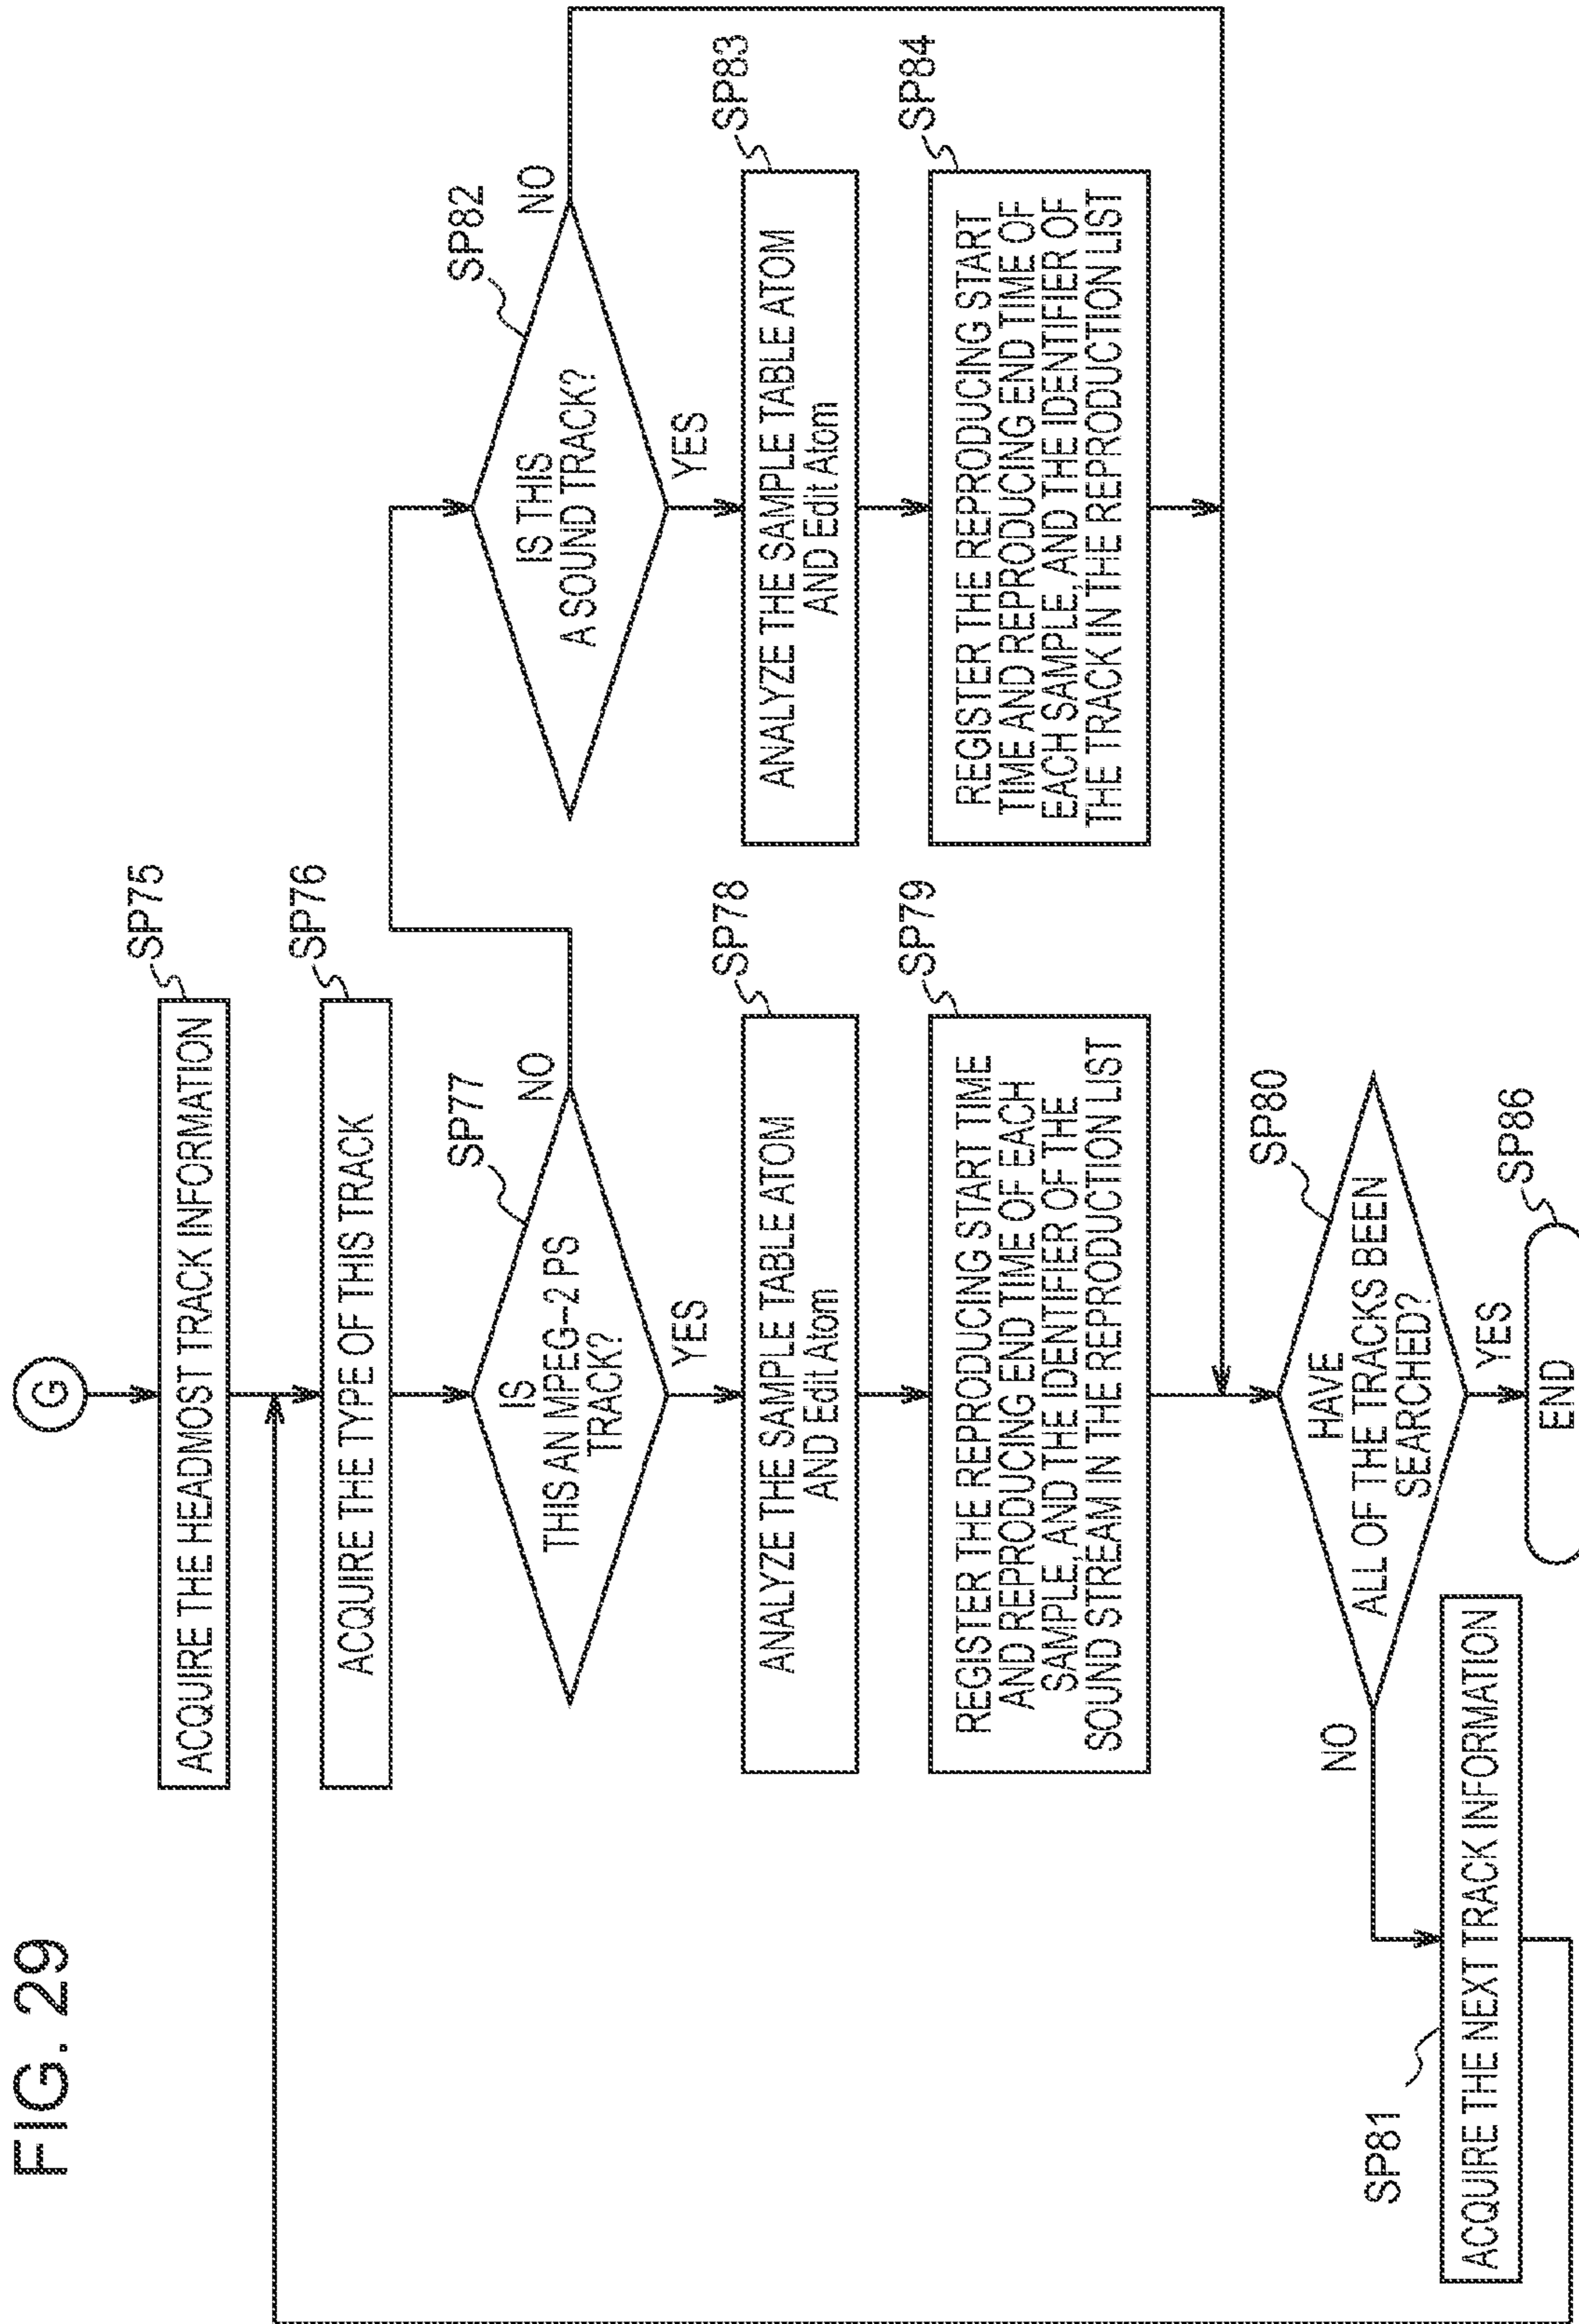 FIG. 29
G
ACQUIRE THE HEADMOST TRACK INFORMATION
SP75
ACQUIRE THE TYPE OF THIS TRACK
SP76
IS
THIS AN MPEG-2 PS
TRACK?
SP77
NO
YES
ANALYZE THE SAMPLE TABLE ATOM
AND Edit Atom
SP78
REGISTER THE REPRODUCING START TIME
AND REPRODUCING END TIME OF EACH
SAMPLE, AND THE IDENTIFIER OF THE
SOUND STREAM IN THE REPRODUCTION LIST
SP79
IS THIS
A SOUND TRACK?
SP82
NO
YES
ANALYZE THE SAMPLE TABLE ATOM
AND Edit Atom
SP83
REGISTER THE REPRODUCING START
TIME AND REPRODUCING END TIME OF
EACH SAMPLE, AND THE IDENTIFIER OF
THE TRACK IN THE REPRODUCTION LIST
SP84
HAVE
ALL OF THE TRACKS BEEN
SEARCHED?
SP80
NO
YES
SP81
ACQUIRE THE NEXT TRACK INFORMATION
END
SP86